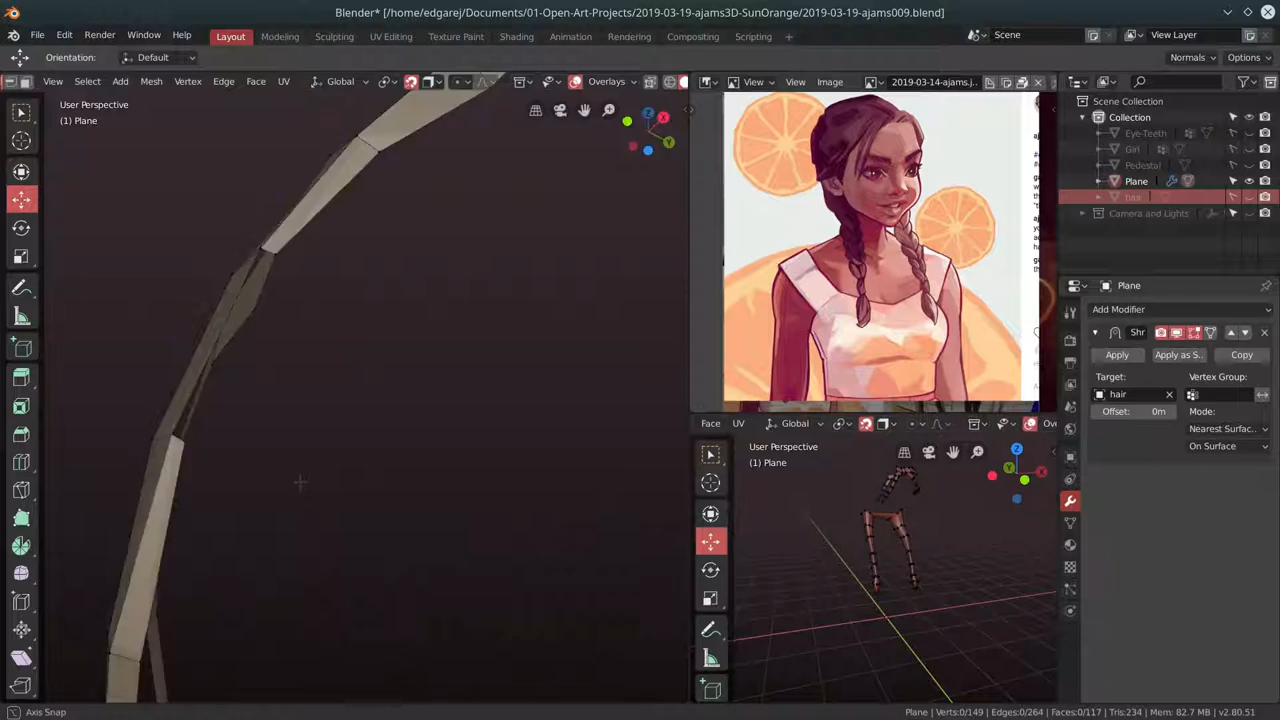 Blender* [/home/edgarej/Documents/01-Open-Art-Projects/2019-03-19-ajams3D-SunOrange/2019-03-19-ajams009.blend]
File Edit Render Window Help Layout Modeling Sculpting UV Editing Texture Paint Shading Animation Rendering Compositing Scripting + Scene View Layer
Orientation: Default Normals Options
View Select Add Mesh Vertex Edge Face UV Global Overlays
View View Image 2019-03-14-ajams.j..
User Perspective
(1) Plane
Z X Y
Scene Collection
Collection
Eye-Teeth
Girl
Pedestal
Plane
hair
Camera and Lights
Plane
Add Modifier
Shr
Apply Apply as S.. Copy
Target: Vertex Group:
hair
Offset: 0m Mode:
Nearest Surfac..
On Surface
Face UV Global Ove
User Perspective
(1) Plane
Z Y X
Axis Snap
Plane | Verts:0/149 | Edges:0/264 | Faces:0/117 | Tris:234 | Mem: 82.7 MB | v2.80.51